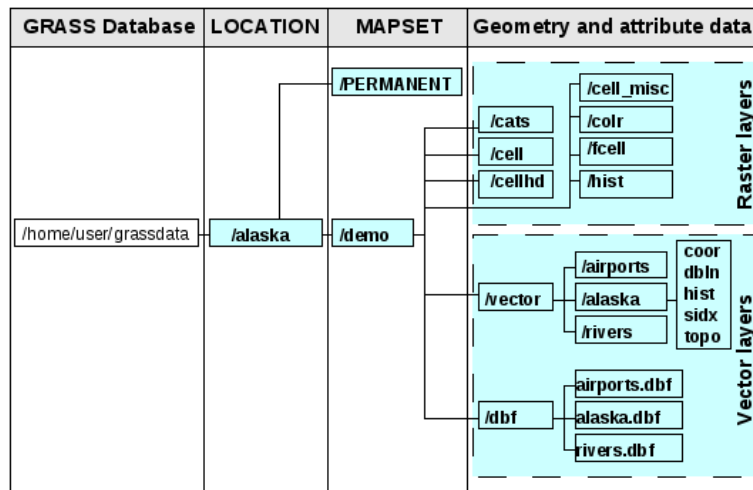 GRASS Database
LOCATION
MAPSET
Geometry and attribute data
/PERMANENT
/cell_misc
/cats
/colr
/cell
/fcell
/cellhd
/hist
Raster layers
/home/user/grassdata
/alaska
/demo
/vector
/airports
/alaska
/rivers
coor
dbln
hist
sidx
topo
/dbf
airports.dbf
alaska.dbf
rivers.dbf
Vector layers